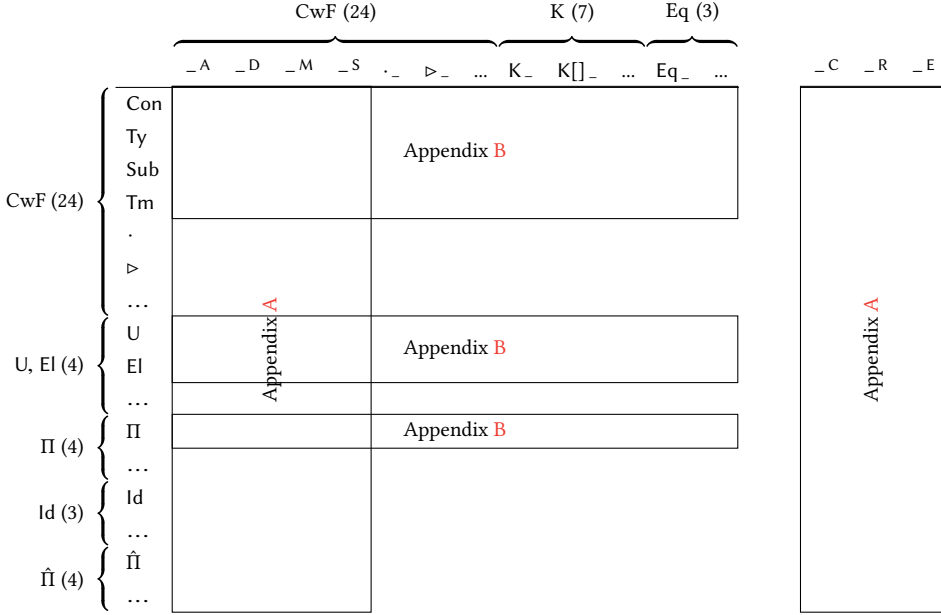 CwF (24) K (7) Eq (3)
_A _D _M _S ._ ▹_ ... K_ K[]_ ... Eq_ ... _C _R _E
Con
Ty
Appendix B
Sub
CwF (24) Tm
·
▹
...
U
Appendix B
U, El (4) El
...
Appendix A
Appendix A
Π Appendix B
Π (4)
...
Id
Id (3)
...
Π̂
Π̂ (4)
...